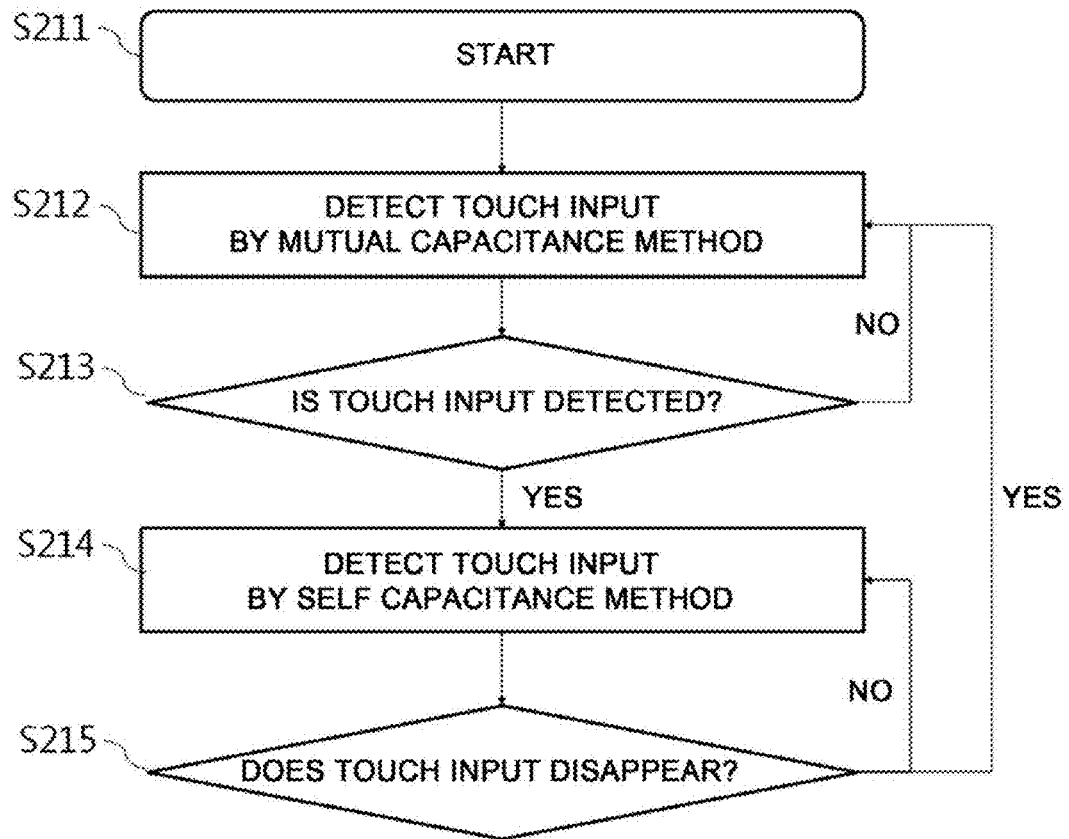 S211
START
S212
DETECT TOUCH INPUT
BY MUTUAL CAPACITANCE METHOD
NO
S213
IS TOUCH INPUT DETECTED?
YES
YES
S214
DETECT TOUCH INPUT
BY SELF CAPACITANCE METHOD
NO
S215
DOES TOUCH INPUT DISAPPEAR?